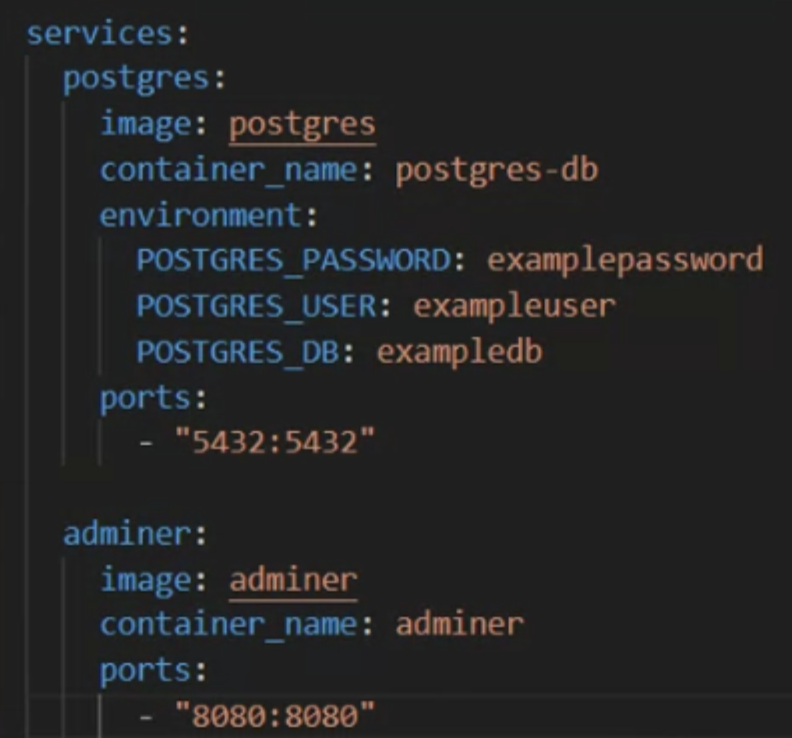 services:
  postgres:
    image: postgres
    container_name: postgres-db
    environment:
      POSTGRES_PASSWORD: examplepassword
      POSTGRES_USER: exampleuser
      POSTGRES_DB: exampledb
    ports:
      - "5432:5432"

  adminer:
    image: adminer
    container_name: adminer
    ports:
      - "8080:8080"